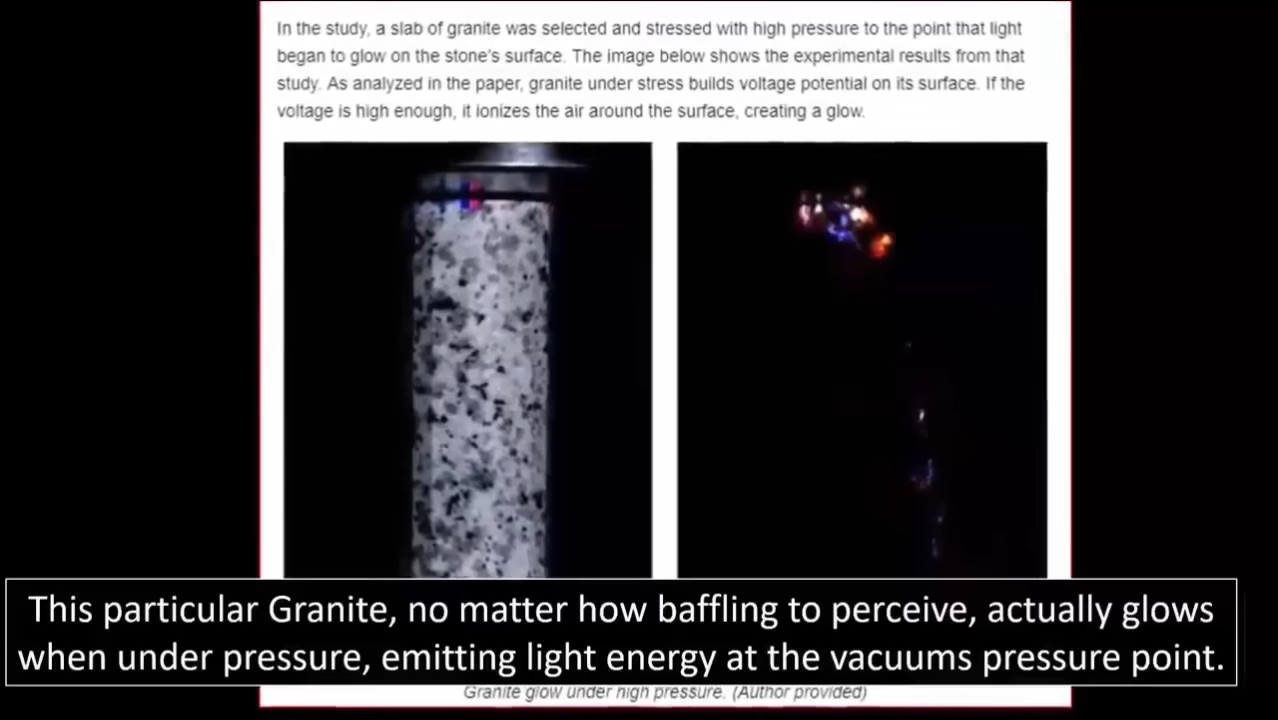 In the study, a slab of granite was selected and stressed with high pressure to the point that light
began to glow on the stone's surface. The image below shows the experimental results from that
study. As analyzed in the paper, granite under stress builds voltage potential on its surface. If the
voltage is high enough, it ionizes the air around the surface, creating a glow.
This particular Granite, no matter how baffling to perceive, actually glows
when under pressure, emitting light energy at the vacuums pressure point.
Granite glow under high pressure. (Author provided)